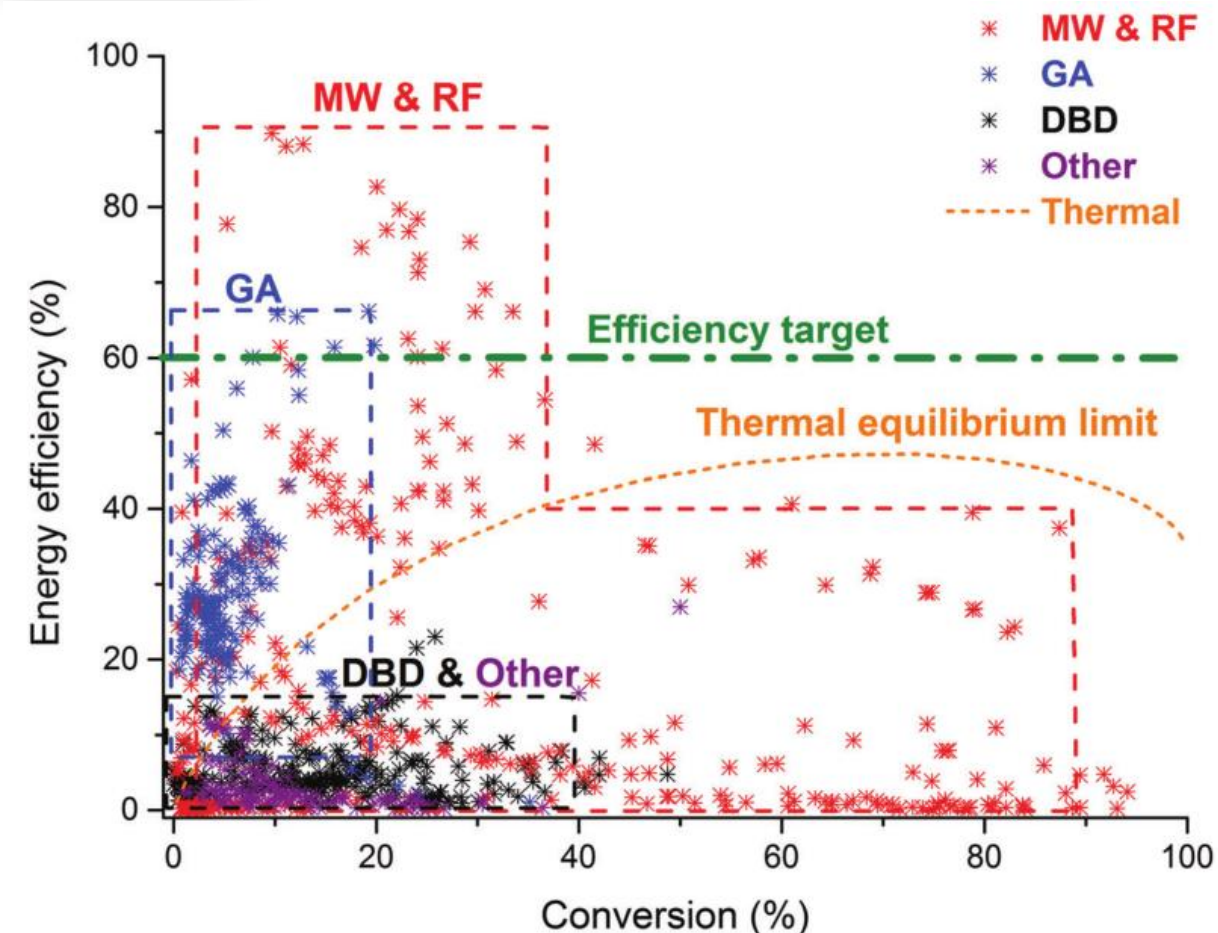 MW & RF
GA
DBD
Other
Thermal
100
80
60
40
20
0
MW & RF
GA
Efficiency target
Thermal equilibrium limit
DBD & Other
Energy efficiency (%)
0 20 40 60 80 100
Conversion (%)